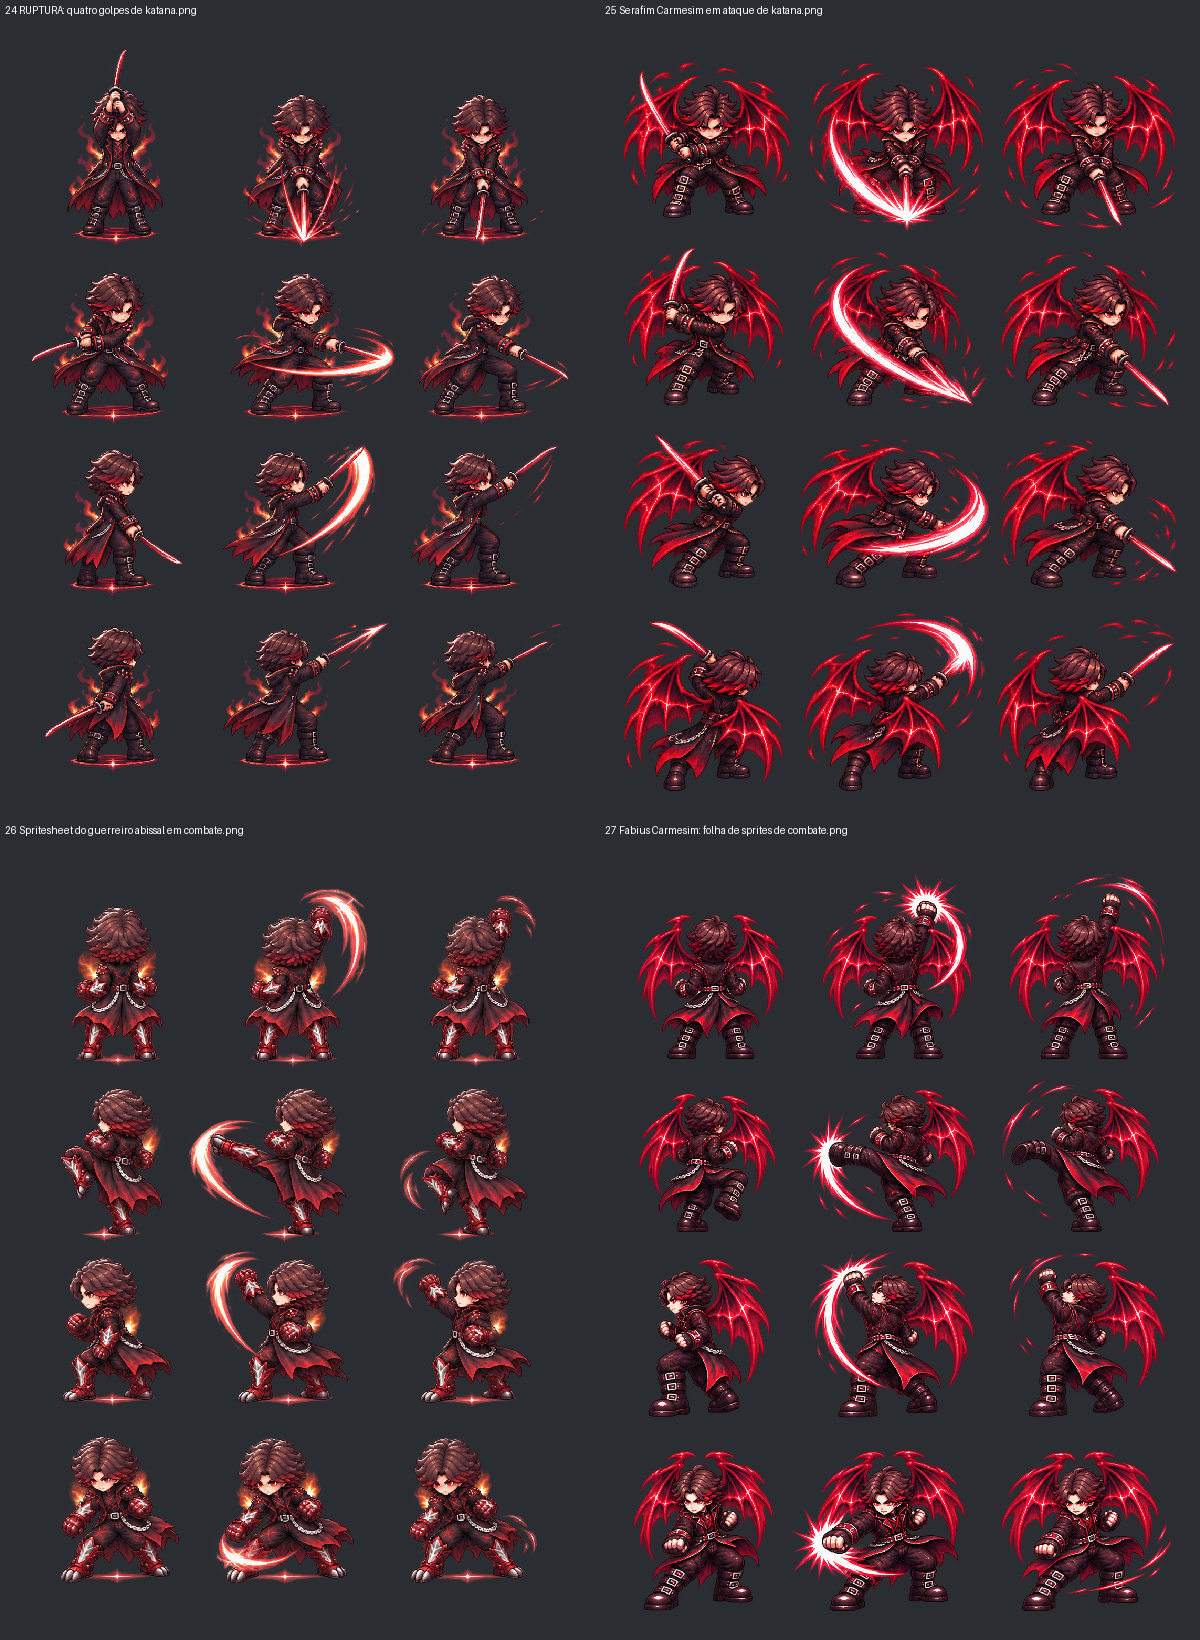 24 RUPTURA: quatro golpes de katana.png
25 Serafim Carmesim em ataque de katana.png
26 Spritesheet do guerreiro abissal em combate.png
27 Fabius Carmesim: folha de sprites de combate.png